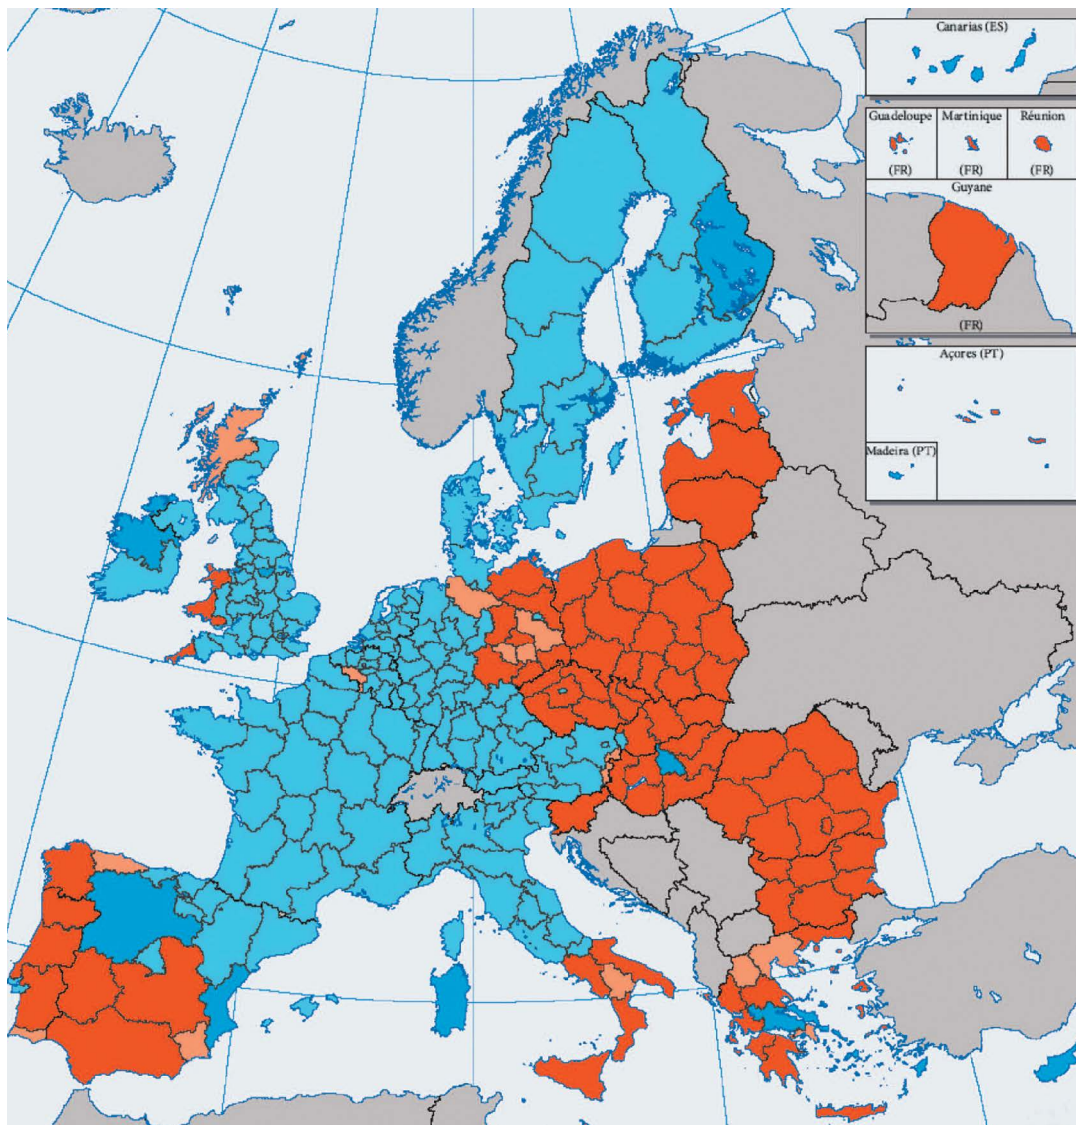 Canarias (ES)
Guadeloupe
Martinique
Réunion
(FR)
(FR)
(FR)
Guyane
(FR)
Açores (PT)
Madeira (PT)